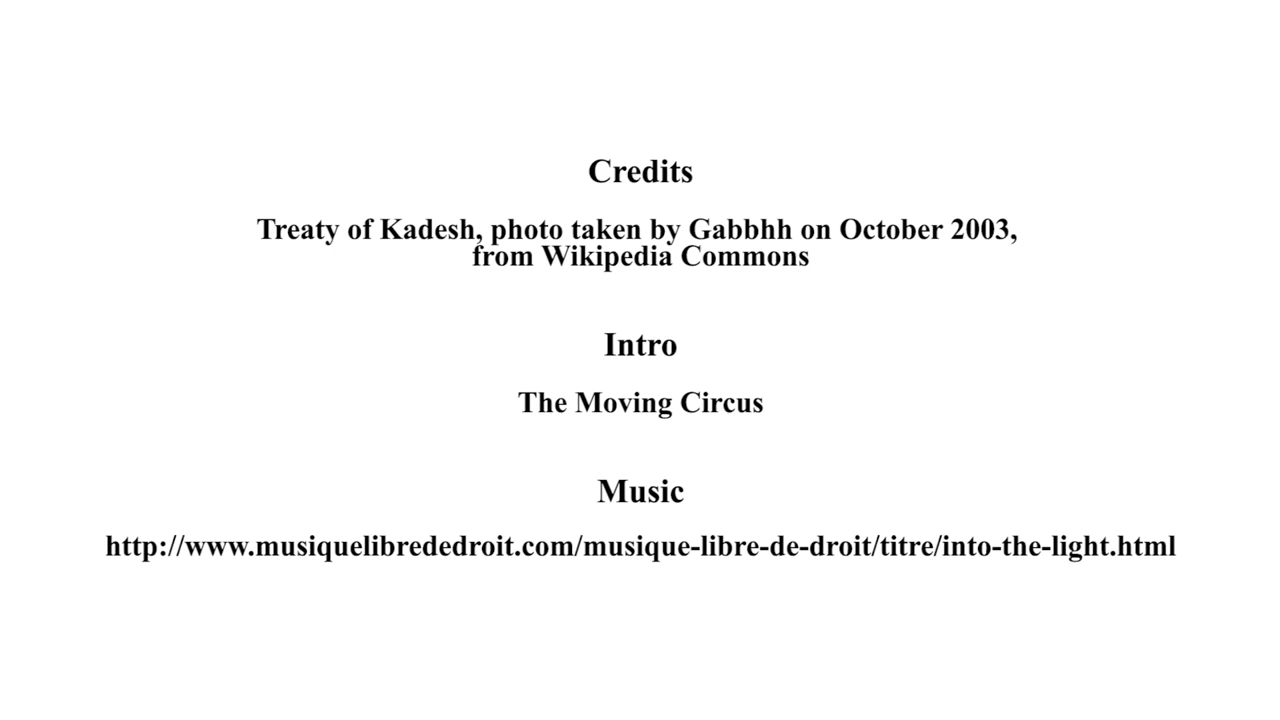 Credits
Treaty of Kadesh, photo taken by Gabbhh on October 2003,
from Wikipedia Commons
Intro
The Moving Circus
Music
http://www.musiquelibrededroit.com/musique-libre-de-droit/titre/into-the-light.html